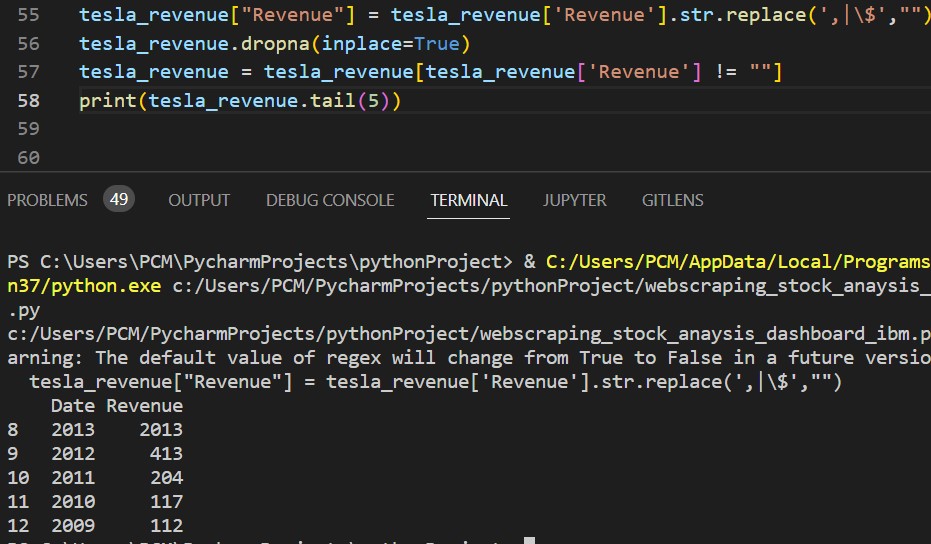 55 tesla_revenue["Revenue"] = tesla_revenue['Revenue'].str.replace(',|\$',"")
56 tesla_revenue.dropna(inplace=True)
57 tesla_revenue = tesla_revenue[tesla_revenue['Revenue'] != ""]
58 print(tesla_revenue.tail(5))
59
60
PROBLEMS 49 OUTPUT DEBUG CONSOLE TERMINAL JUPYTER GITLENS
PS C:\Users\PCM\PycharmProjects\pythonProject> & C:/Users/PCM/AppData/Local/Programs
n37/python.exe c:/Users/PCM/PycharmProjects/pythonProject/webscraping_stock_anaysis_
.py
c:/Users/PCM/PycharmProjects/pythonProject/webscraping_stock_anaysis_dashboard_ibm.p
arning: The default value of regex will change from True to False in a future versio
tesla_revenue["Revenue"] = tesla_revenue['Revenue'].str.replace(',|\$',"")
Date Revenue
8 2013 2013
9 2012 413
10 2011 204
11 2010 117
12 2009 112